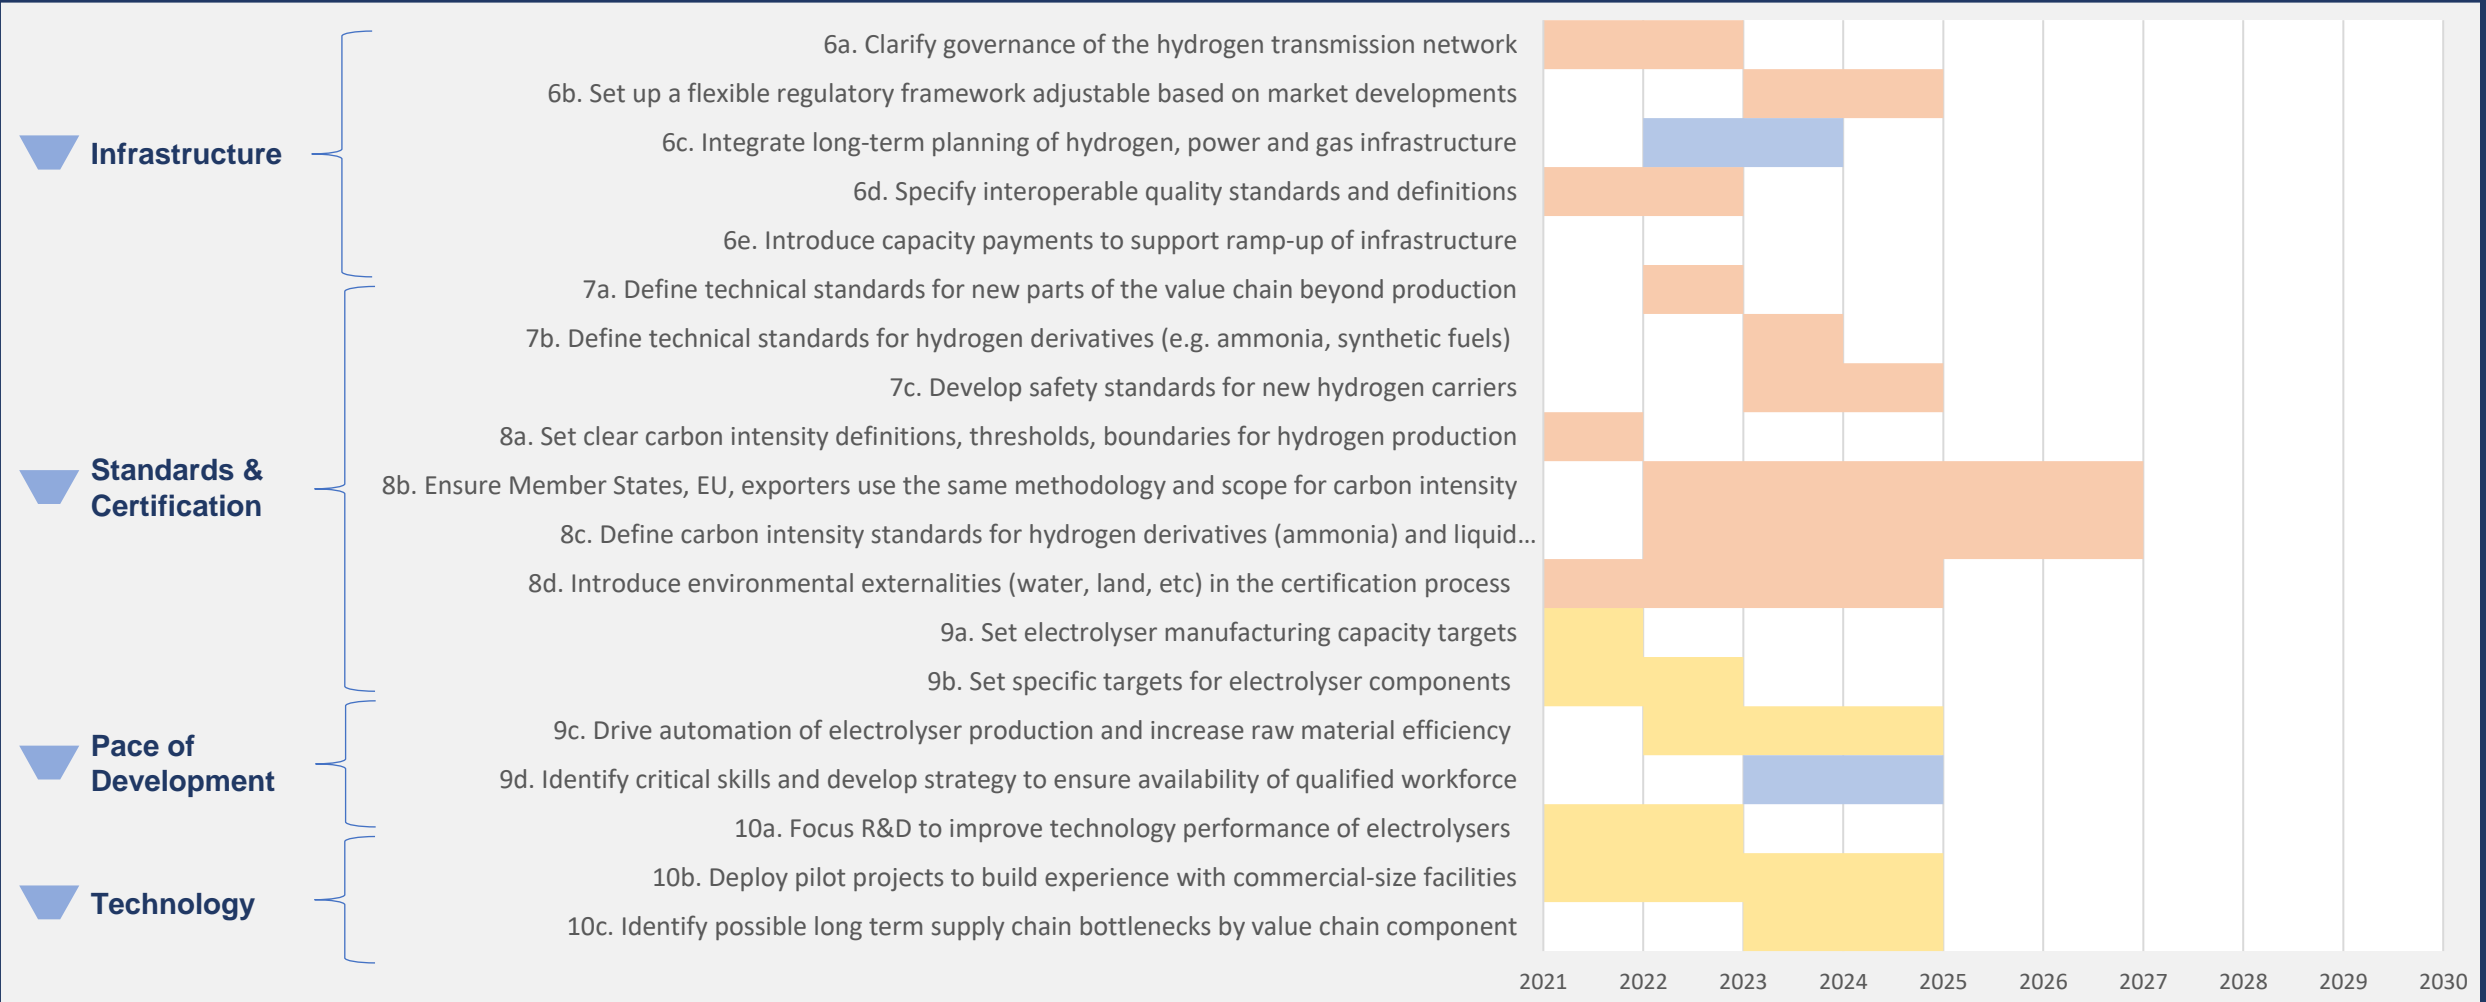 Infrastructure
6a. Clarify governance of the hydrogen transmission network
6b. Set up a flexible regulatory framework adjustable based on market developments
6c. Integrate long-term planning of hydrogen, power and gas infrastructure
6d. Specify interoperable quality standards and definitions
6e. Introduce capacity payments to support ramp-up of infrastructure
Standards &
Certification
7a. Define technical standards for new parts of the value chain beyond production
7b. Define technical standards for hydrogen derivatives (e.g. ammonia, synthetic fuels)
7c. Develop safety standards for new hydrogen carriers
8a. Set clear carbon intensity definitions, thresholds, boundaries for hydrogen production
8b. Ensure Member States, EU, exporters use the same methodology and scope for carbon intensity
8c. Define carbon intensity standards for hydrogen derivatives (ammonia) and liquid...
8d. Introduce environmental externalities (water, land, etc) in the certification process
9a. Set electrolyser manufacturing capacity targets
9b. Set specific targets for electrolyser components
Pace of
Development
9c. Drive automation of electrolyser production and increase raw material efficiency
9d. Identify critical skills and develop strategy to ensure availability of qualified workforce
Technology
10a. Focus R&D to improve technology performance of electrolysers
10b. Deploy pilot projects to build experience with commercial-size facilities
10c. Identify possible long term supply chain bottlenecks by value chain component
2021 2022 2023 2024 2025 2026 2027 2028 2029 2030